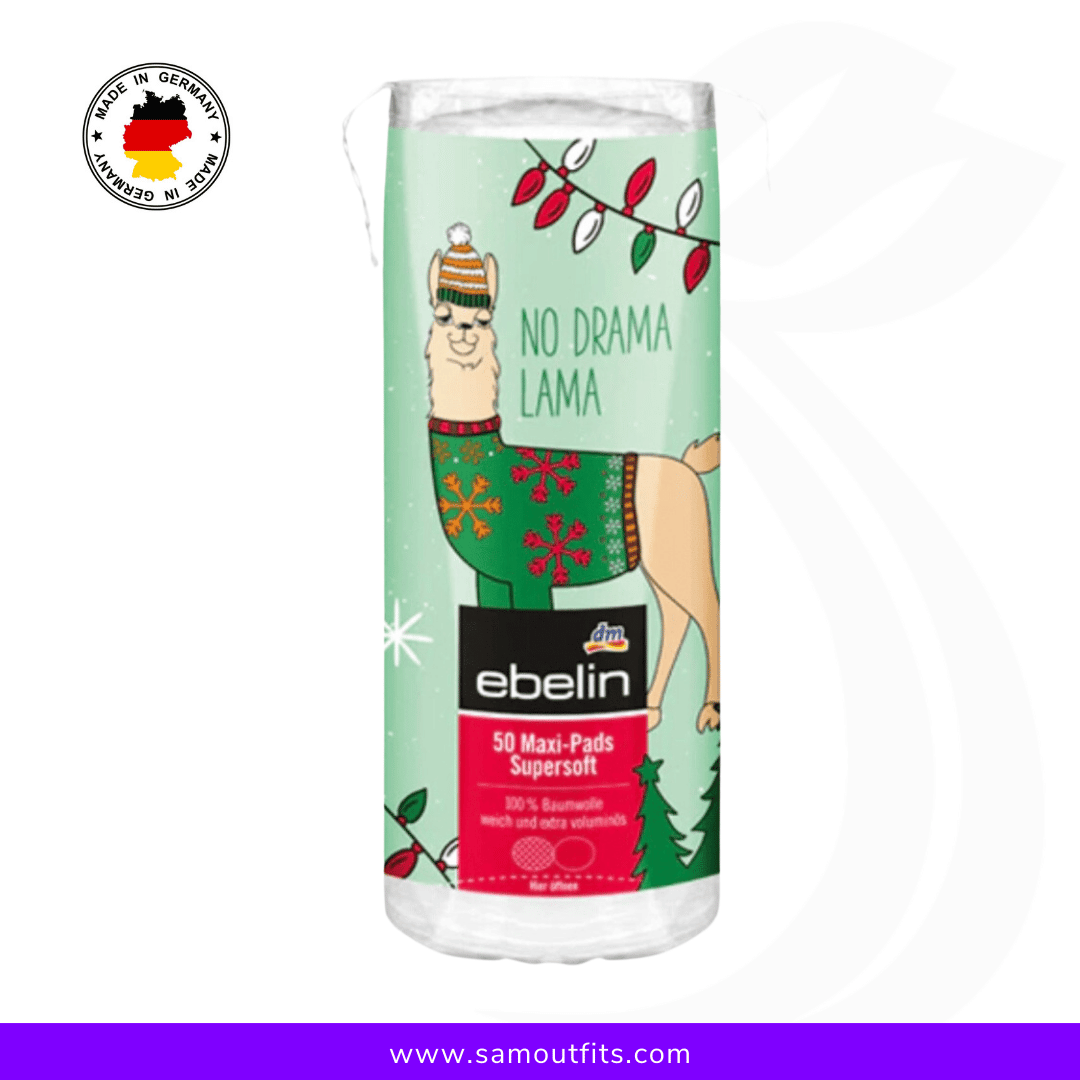 MADE IN GERMANY ★ MADE IN GERMANY ★
NO DRAMA
LAMA
dm
ebelin
50 Maxi-Pads
Supersoft
100% Baumwolle
weich und extra voluminös
Hier öffnen
www.samoutfits.com